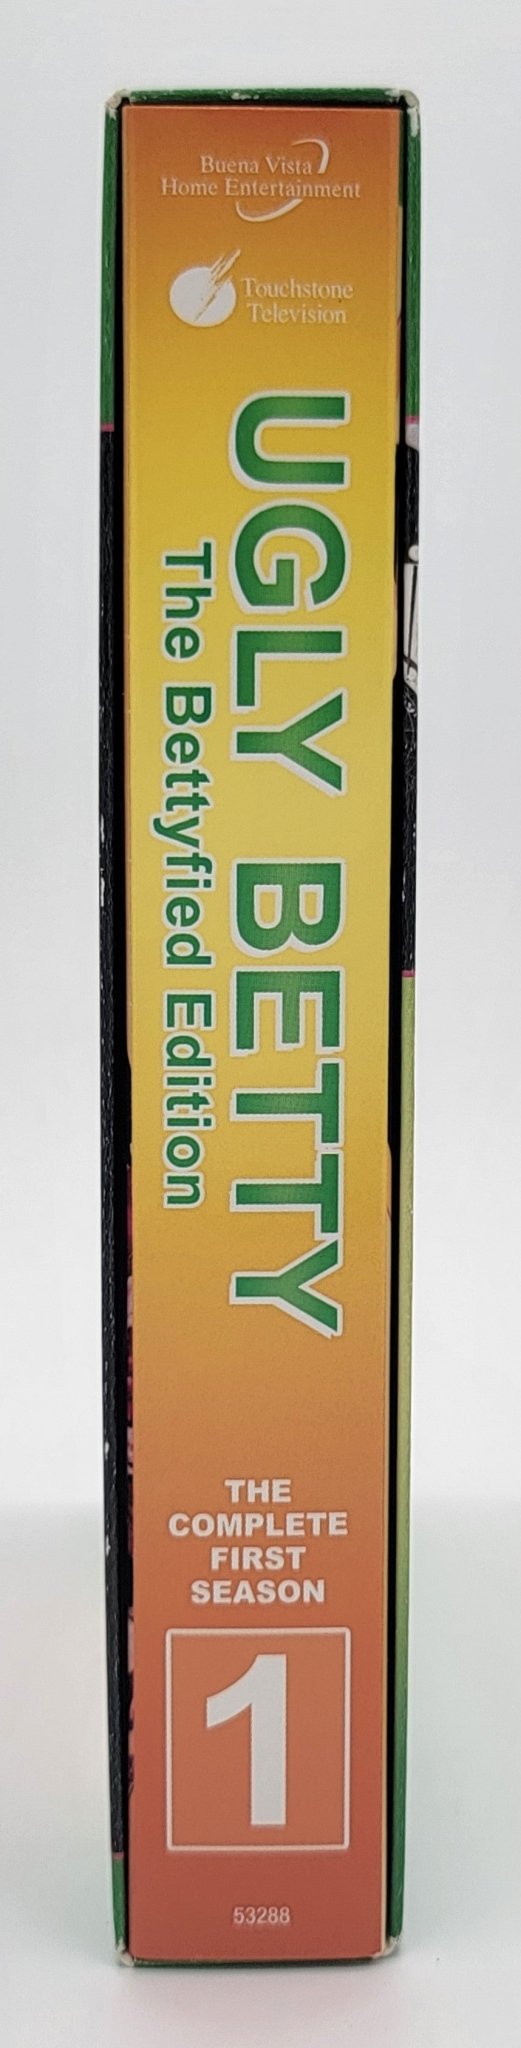 Buena Vista
Home Entertainment
Touchstone
Television
UGLY BETTY
The Bettyfied Edition
THE
COMPLETE
FIRST
SEASON
1
53288